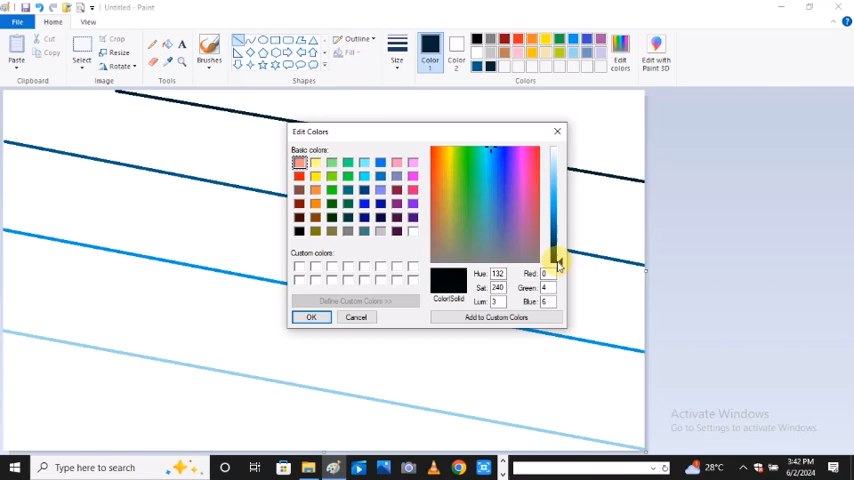 Untitled - Paint
File Home View
Paste
Cut
Copy
Clipboard
Select
Crop
Resize
Rotate
Image
Tools
Brushes
Outline
Fill
Shapes
Size
Color
1
Color
2
Edit
colors
Colors
Edit with
Paint 3D
Edit Colors
Basic colors:
Custom colors:
Define Custom Colors >>
OK
Cancel
Color|Solid
Hue: 132
Sat: 240
Lum: 3
Red: 0
Green: 4
Blue: 6
Add to Custom Colors
Activate Windows
Go to Settings to activate Windows.
Type here to search
28°C
3:42 PM
6/2/2024